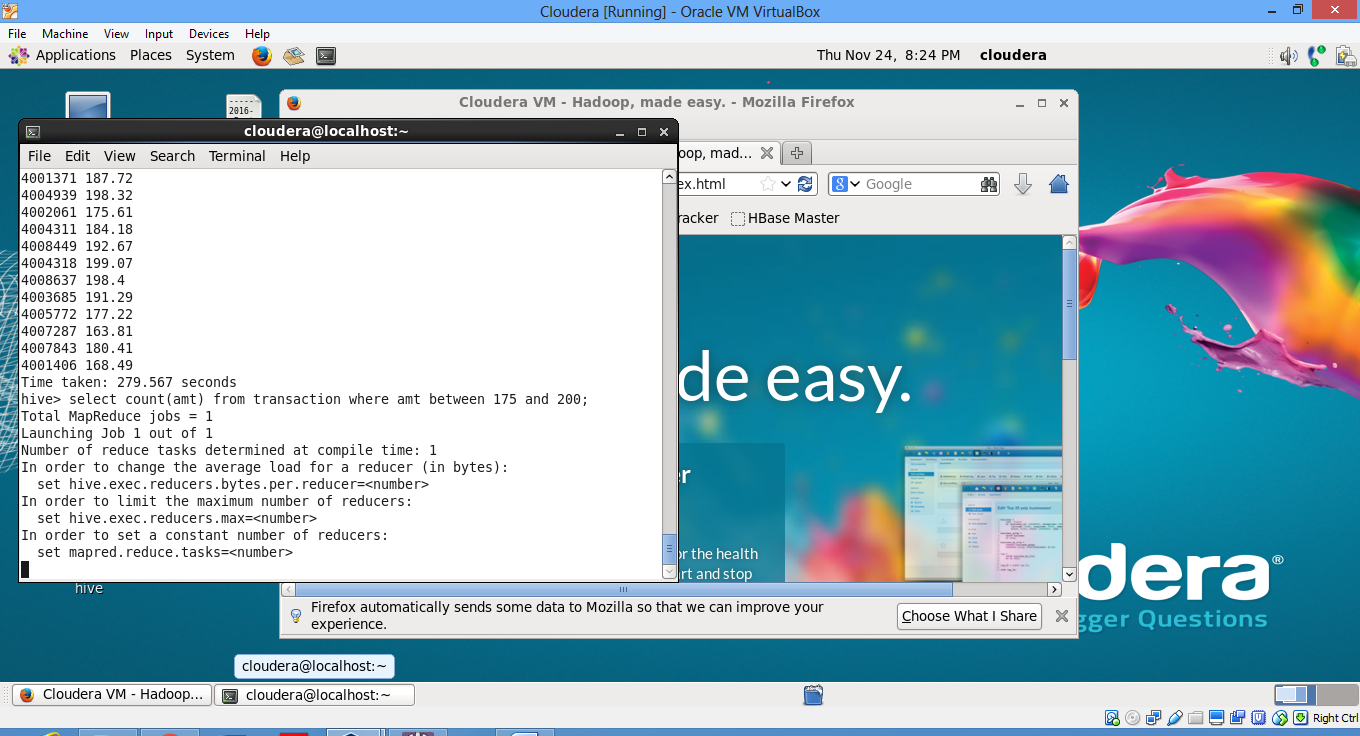 Cloudera [Running] - Oracle VM VirtualBox
File Machine View Input Devices Help
Applications Places System
Thu Nov 24, 8:24 PM cloudera
2016-
Cloudera VM - Hadoop, made easy. - Mozilla Firefox
cloudera@localhost:~
File Edit View Search Terminal Help
oop, mad...
ex.html
Google
racker HBase Master
4001371 187.72
4004939 198.32
4002061 175.61
4004311 184.18
4008449 192.67
4004318 199.07
4008637 198.4
4003685 191.29
4005772 177.22
4007287 163.81
4007843 180.41
4001406 168.49
Time taken: 279.567 seconds
hive> select count(amt) from transaction where amt between 175 and 200;
Total MapReduce jobs = 1
Launching Job 1 out of 1
Number of reduce tasks determined at compile time: 1
In order to change the average load for a reducer (in bytes):
set hive.exec.reducers.bytes.per.reducer=<number>
In order to limit the maximum number of reducers:
set hive.exec.reducers.max=<number>
In order to set a constant number of reducers:
set mapred.reduce.tasks=<number>
de easy.
er
or the health
art and stop
hive
udera®
gger Questions
Firefox automatically sends some data to Mozilla so that we can improve your
experience.
Choose What I Share
cloudera@localhost:~
Cloudera VM - Hadoop...
cloudera@localhost:~
Right Ctrl